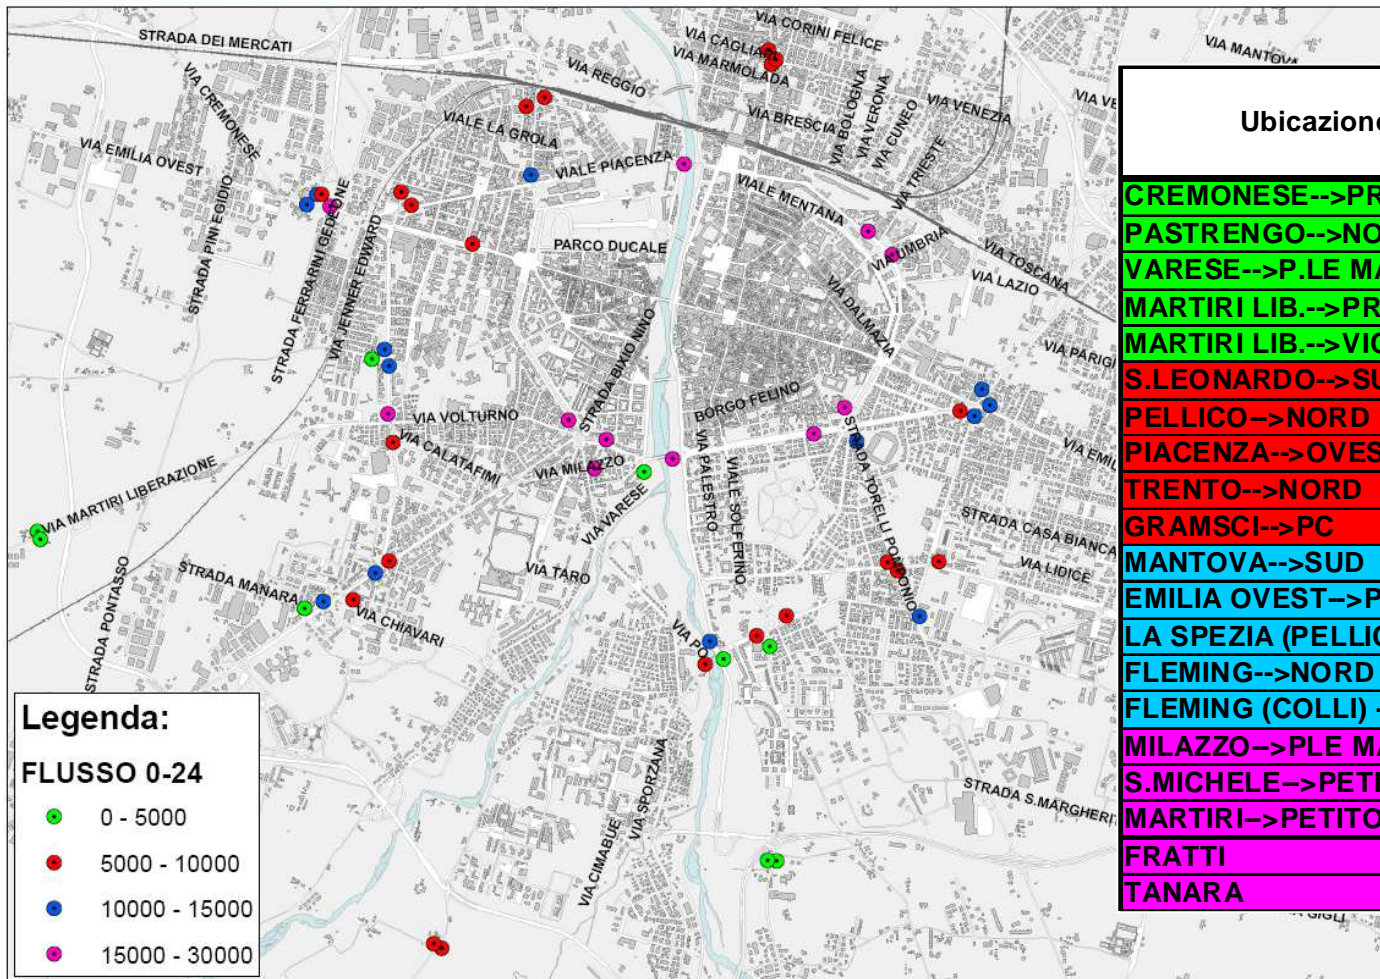 VIA CORINI FELICE
STRADA DEI MERCATI
VIA CAGLIARI
VIA MANTOVA
VIA MARMOLADA
VIA REGGIO
VIA CREMONESE
VIA BOLOGNA
VIA VERONA
VIA CUNEO
VIA VENEZIA
VIALE LA GROLA
VIA BRESCIA
VIA EMILIA OVEST
VIALE PIACENZA
VIA TRIESTE
VIALE MENTANA
STRADA PINI EGIDIO
STRADA FERRARINI GEDEONE
VIA JENNER EDWARD
PARCO DUCALE
VIA UMBRIA
VIA TOSCANA
VIA LAZIO
VIA DALMAZIA
STRADA BIXIO NINO
VIA PARIGI
BORGO FELINO
VIA VOLTURNO
VIA CALATAFIMI
VIA MILAZZO
VIA PALESTRO
VIALE SOLFERINO
STRADA TORELLI POMPONIO
VIA EMIL
VIA MARTIRI LIBERAZIONE
VIA VARESE
STRADA CASA BIANCA
STRADA PONTASSO
STRADA MANARA
VIA TARO
VIA LIDICE
VIA CHIAVARI
VIA PO
VIA SPORZANA
VIA CIMABUE
STRADA S.MARGHERIT
Ubicazione
CREMONESE-->PR
PASTRENGO-->NO
VARESE-->P.LE MA
MARTIRI LIB.-->PR
MARTIRI LIB.-->VIC
S.LEONARDO-->SU
PELLICO-->NORD
PIACENZA-->OVES
TRENTO-->NORD
GRAMSCI-->PC
MANTOVA-->SUD
EMILIA OVEST-->P
LA SPEZIA (PELLIC
FLEMING-->NORD
FLEMING (COLLI) -
MILAZZO-->PLE MA
S.MICHELE-->PETI
MARTIRI-->PETITO
FRATTI
TANARA
Legenda:
FLUSSO 0-24
0 - 5000
5000 - 10000
10000 - 15000
15000 - 30000